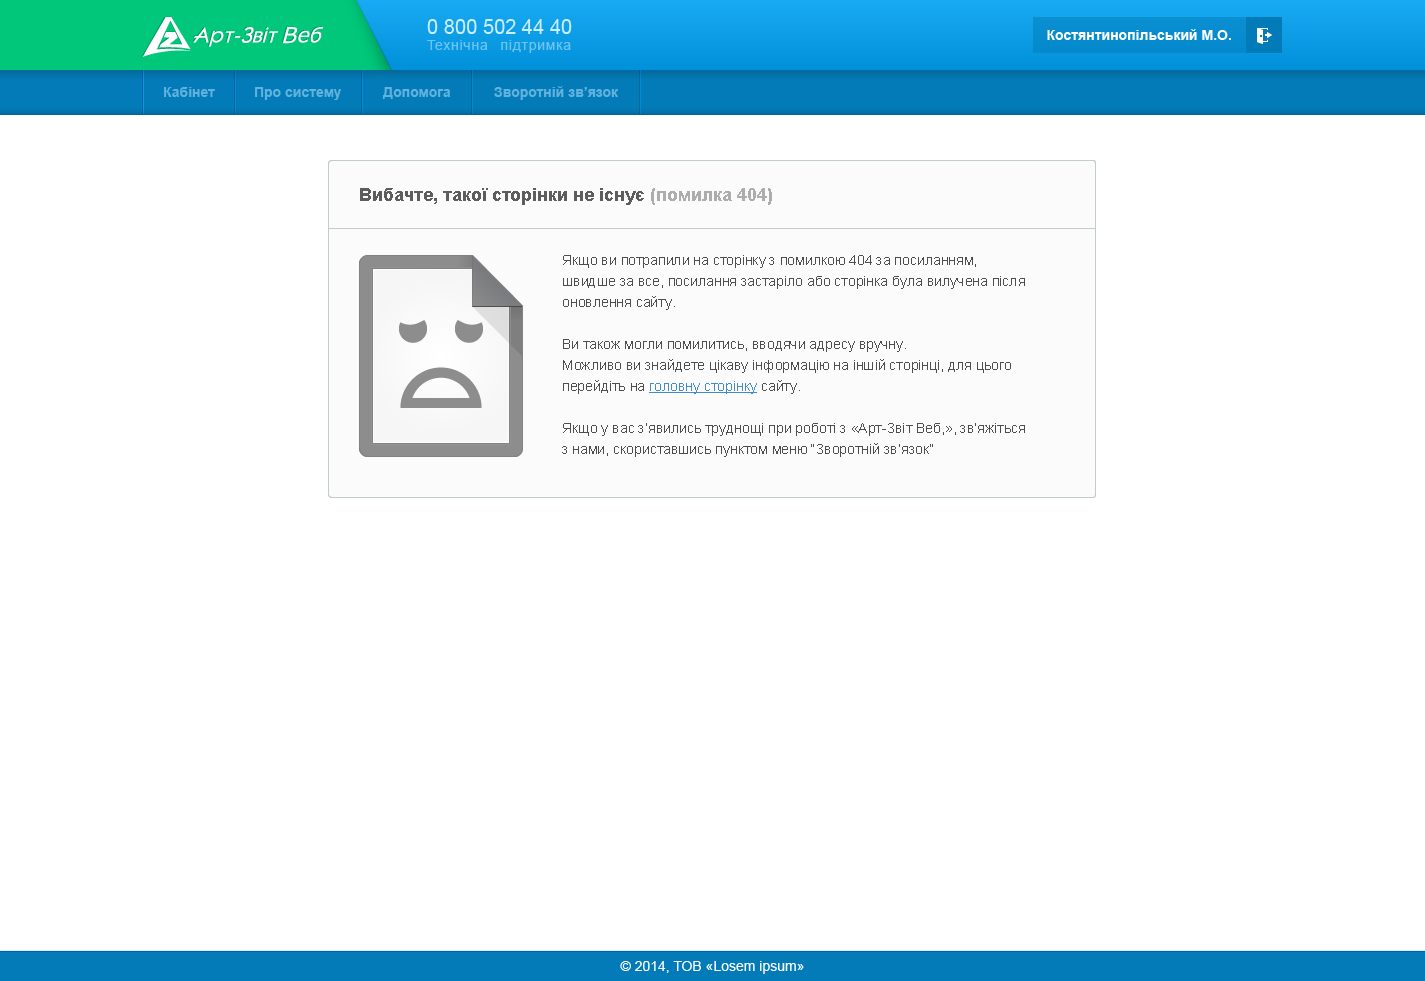 Арт-Звіт Веб
0 800 502 44 40
Технічна підтримка
Костянтинопільський М.О.
Кабінет
Про систему
Допомога
Зворотній зв'язок
Вибачте, такої сторінки не існує (помилка 404)
Якщо ви потрапили на сторінку з помилкою 404 за посиланням,
швидше за все, посилання застаріло або сторінка була вилучена після
оновлення сайту.
Ви також могли помилитись, вводячи адресу вручну.
Можливо ви знайдете цікаву інформацію на іншій сторінці, для цього
перейдіть на головну сторінку сайту.
Якщо у вас з'явились труднощі при роботі з «Арт-Звіт Веб,», зв'яжіться
з нами, скориставшись пунктом меню "Зворотній зв'язок"
© 2014, ТОВ «Losem ipsum»